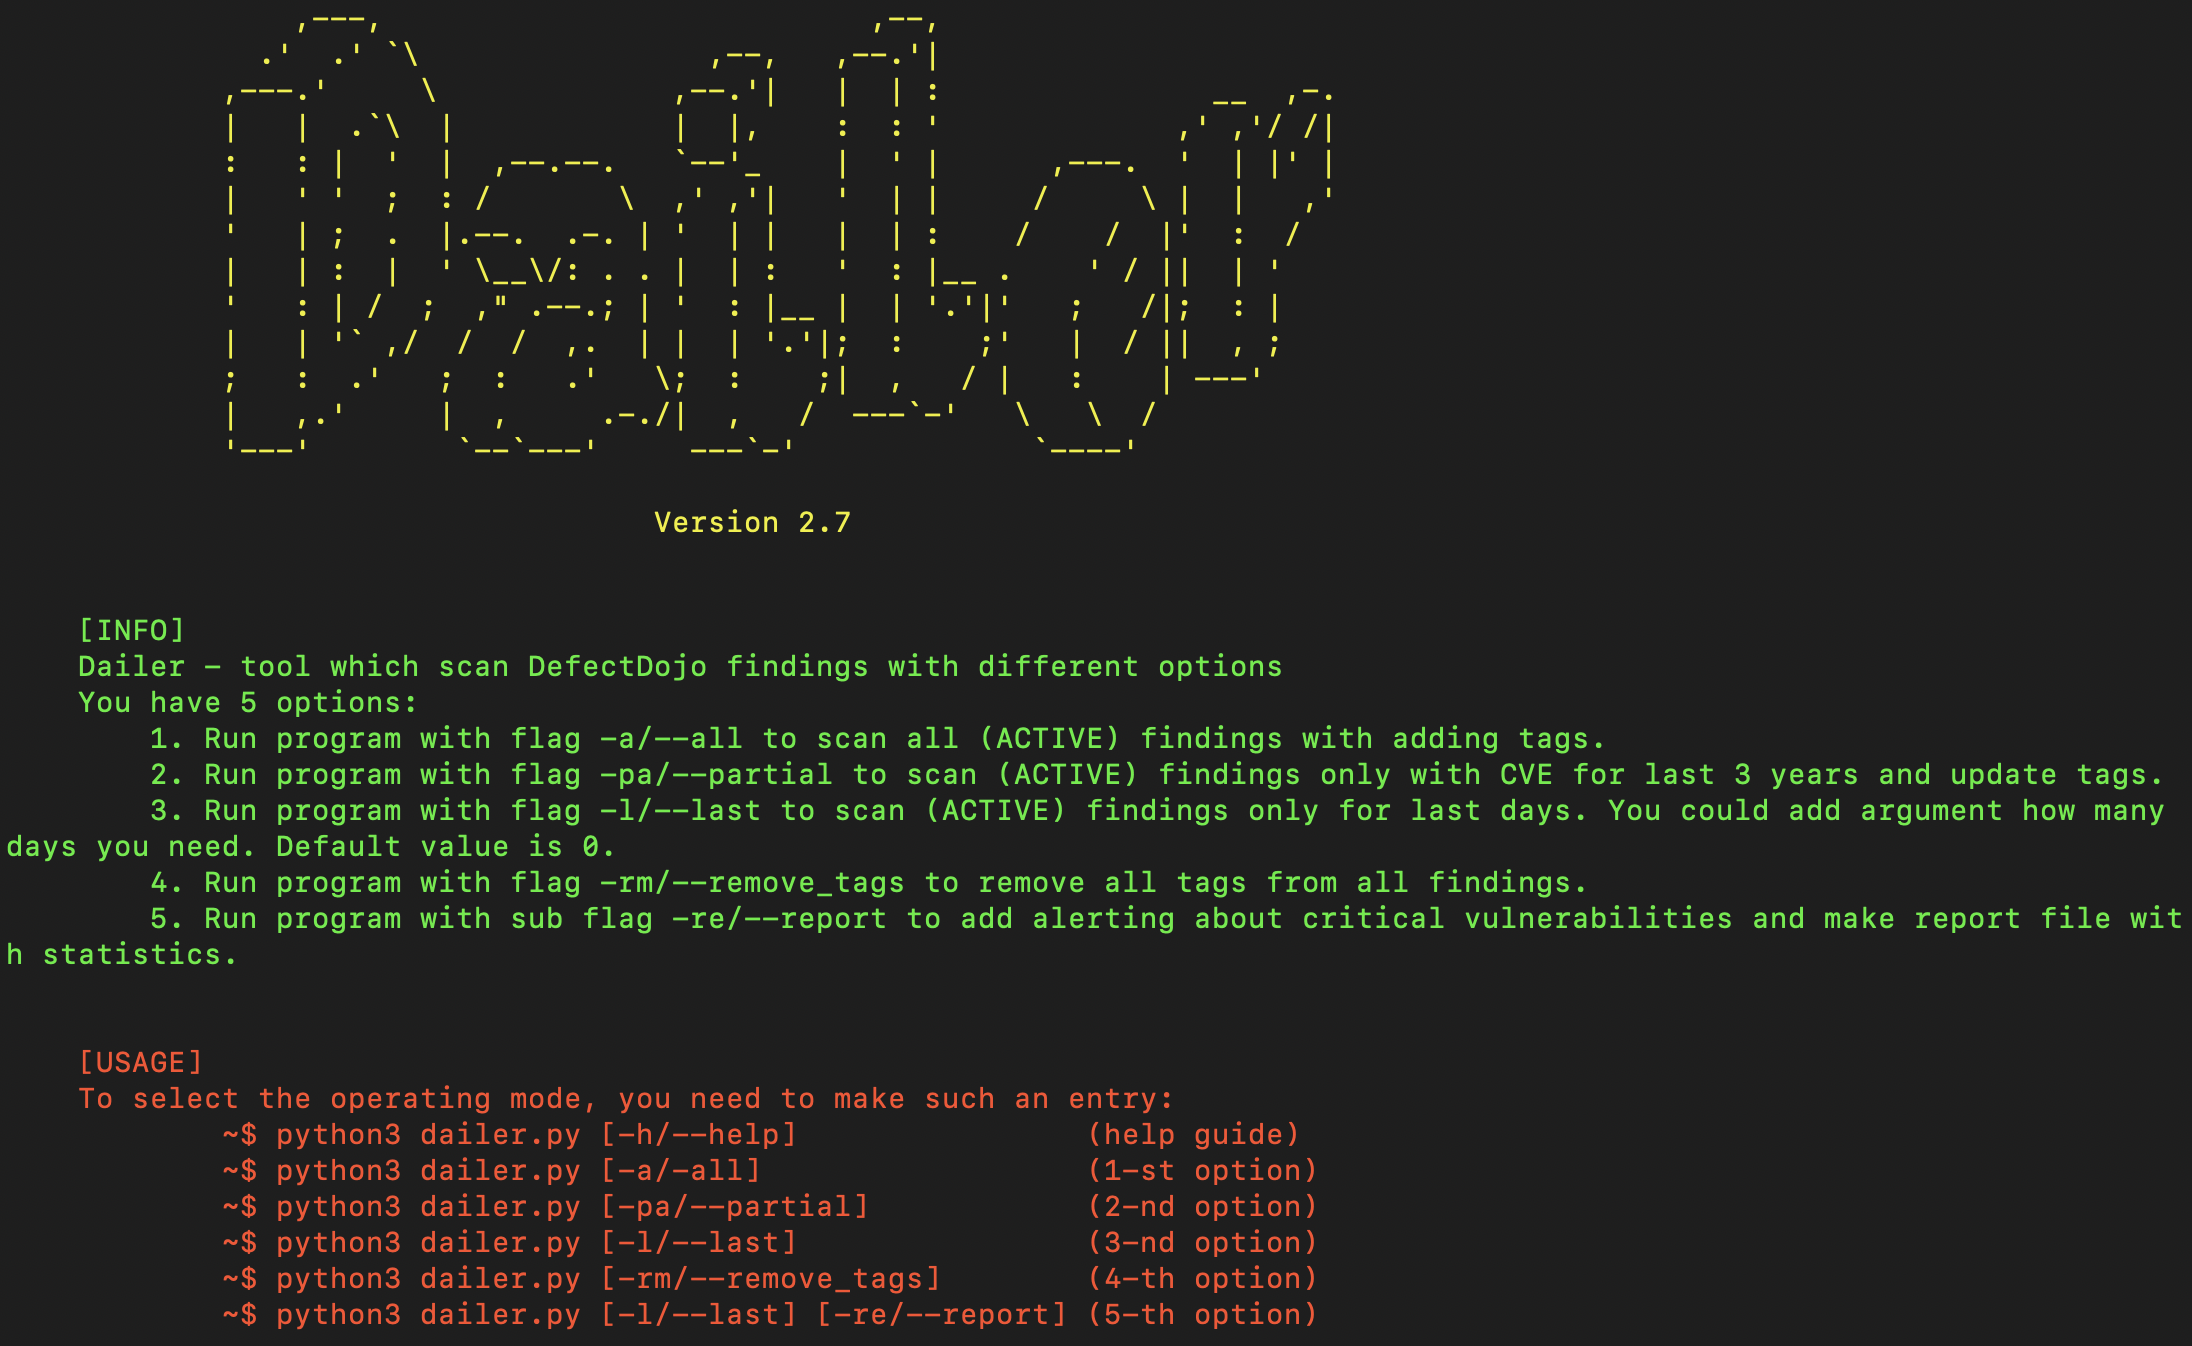 Dailer
Version 2.7
[INFO]
Dailer - tool which scan DefectDojo findings with different options
You have 5 options:
1. Run program with flag -a/--all to scan all (ACTIVE) findings with adding tags.
2. Run program with flag -pa/--partial to scan (ACTIVE) findings only with CVE for last 3 years and update tags.
3. Run program with flag -l/--last to scan (ACTIVE) findings only for last days. You could add argument how many
days you need. Default value is 0.
4. Run program with flag -rm/--remove_tags to remove all tags from all findings.
5. Run program with sub flag -re/--report to add alerting about critical vulnerabilities and make report file wit
h statistics.
[USAGE]
To select the operating mode, you need to make such an entry:
~$ python3 dailer.py [-h/--help] (help guide)
~$ python3 dailer.py [-a/-all] (1-st option)
~$ python3 dailer.py [-pa/--partial] (2-nd option)
~$ python3 dailer.py [-l/--last] (3-nd option)
~$ python3 dailer.py [-rm/--remove_tags] (4-th option)
~$ python3 dailer.py [-l/--last] [-re/--report] (5-th option)